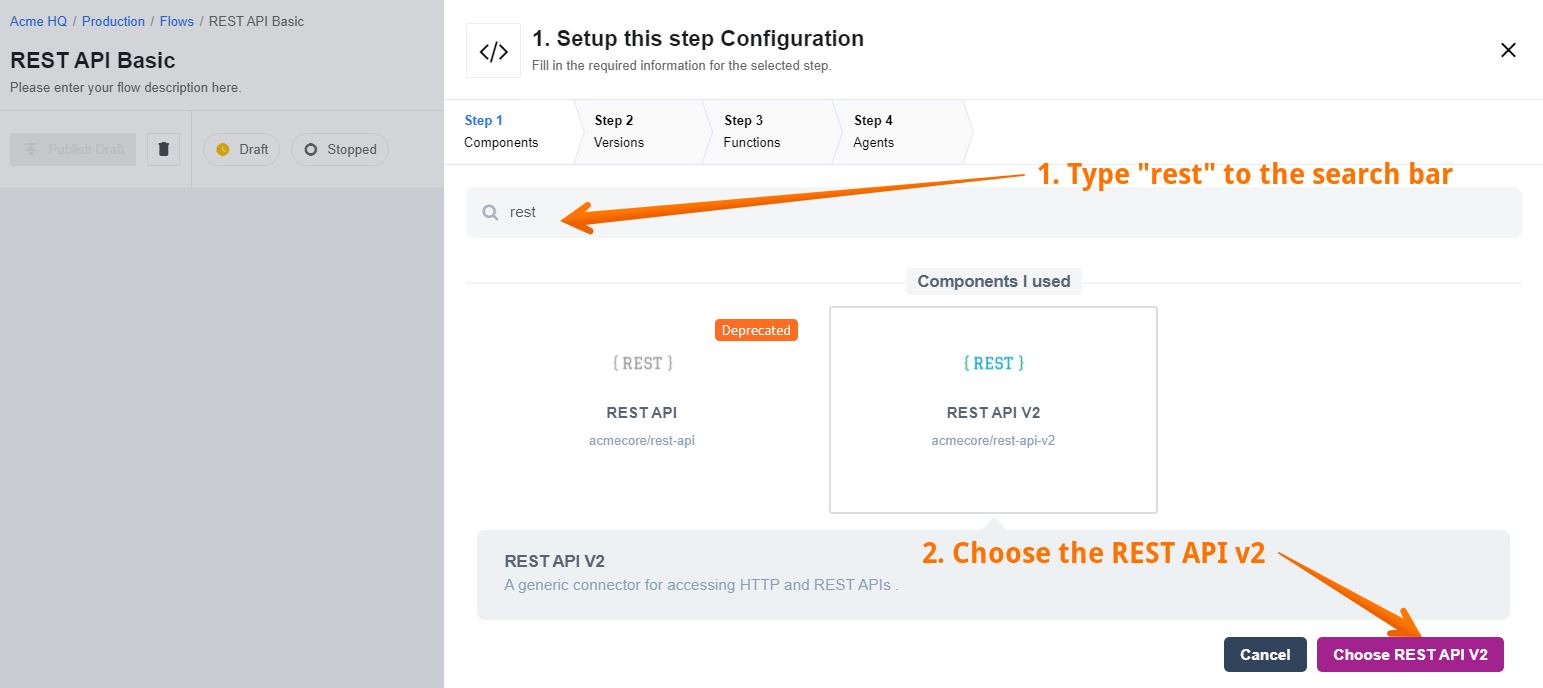 Acme HQ / Production / Flows / REST API Basic
REST API Basic
Please enter your flow description here.
Publish Draft
Draft
Stopped
</> 1. Setup this step Configuration
Fill in the required information for the selected step.
Step 1
Components
Step 2
Versions
Step 3
Functions
Step 4
Agents
1. Type "rest" to the search bar
rest
Components I used
Deprecated
{ REST }
REST API
acmecore/rest-api
{ REST }
REST API V2
acmecore/rest-api-v2
2. Choose the REST API v2
REST API V2
A generic connector for accessing HTTP and REST APIs .
Cancel
Choose REST API V2